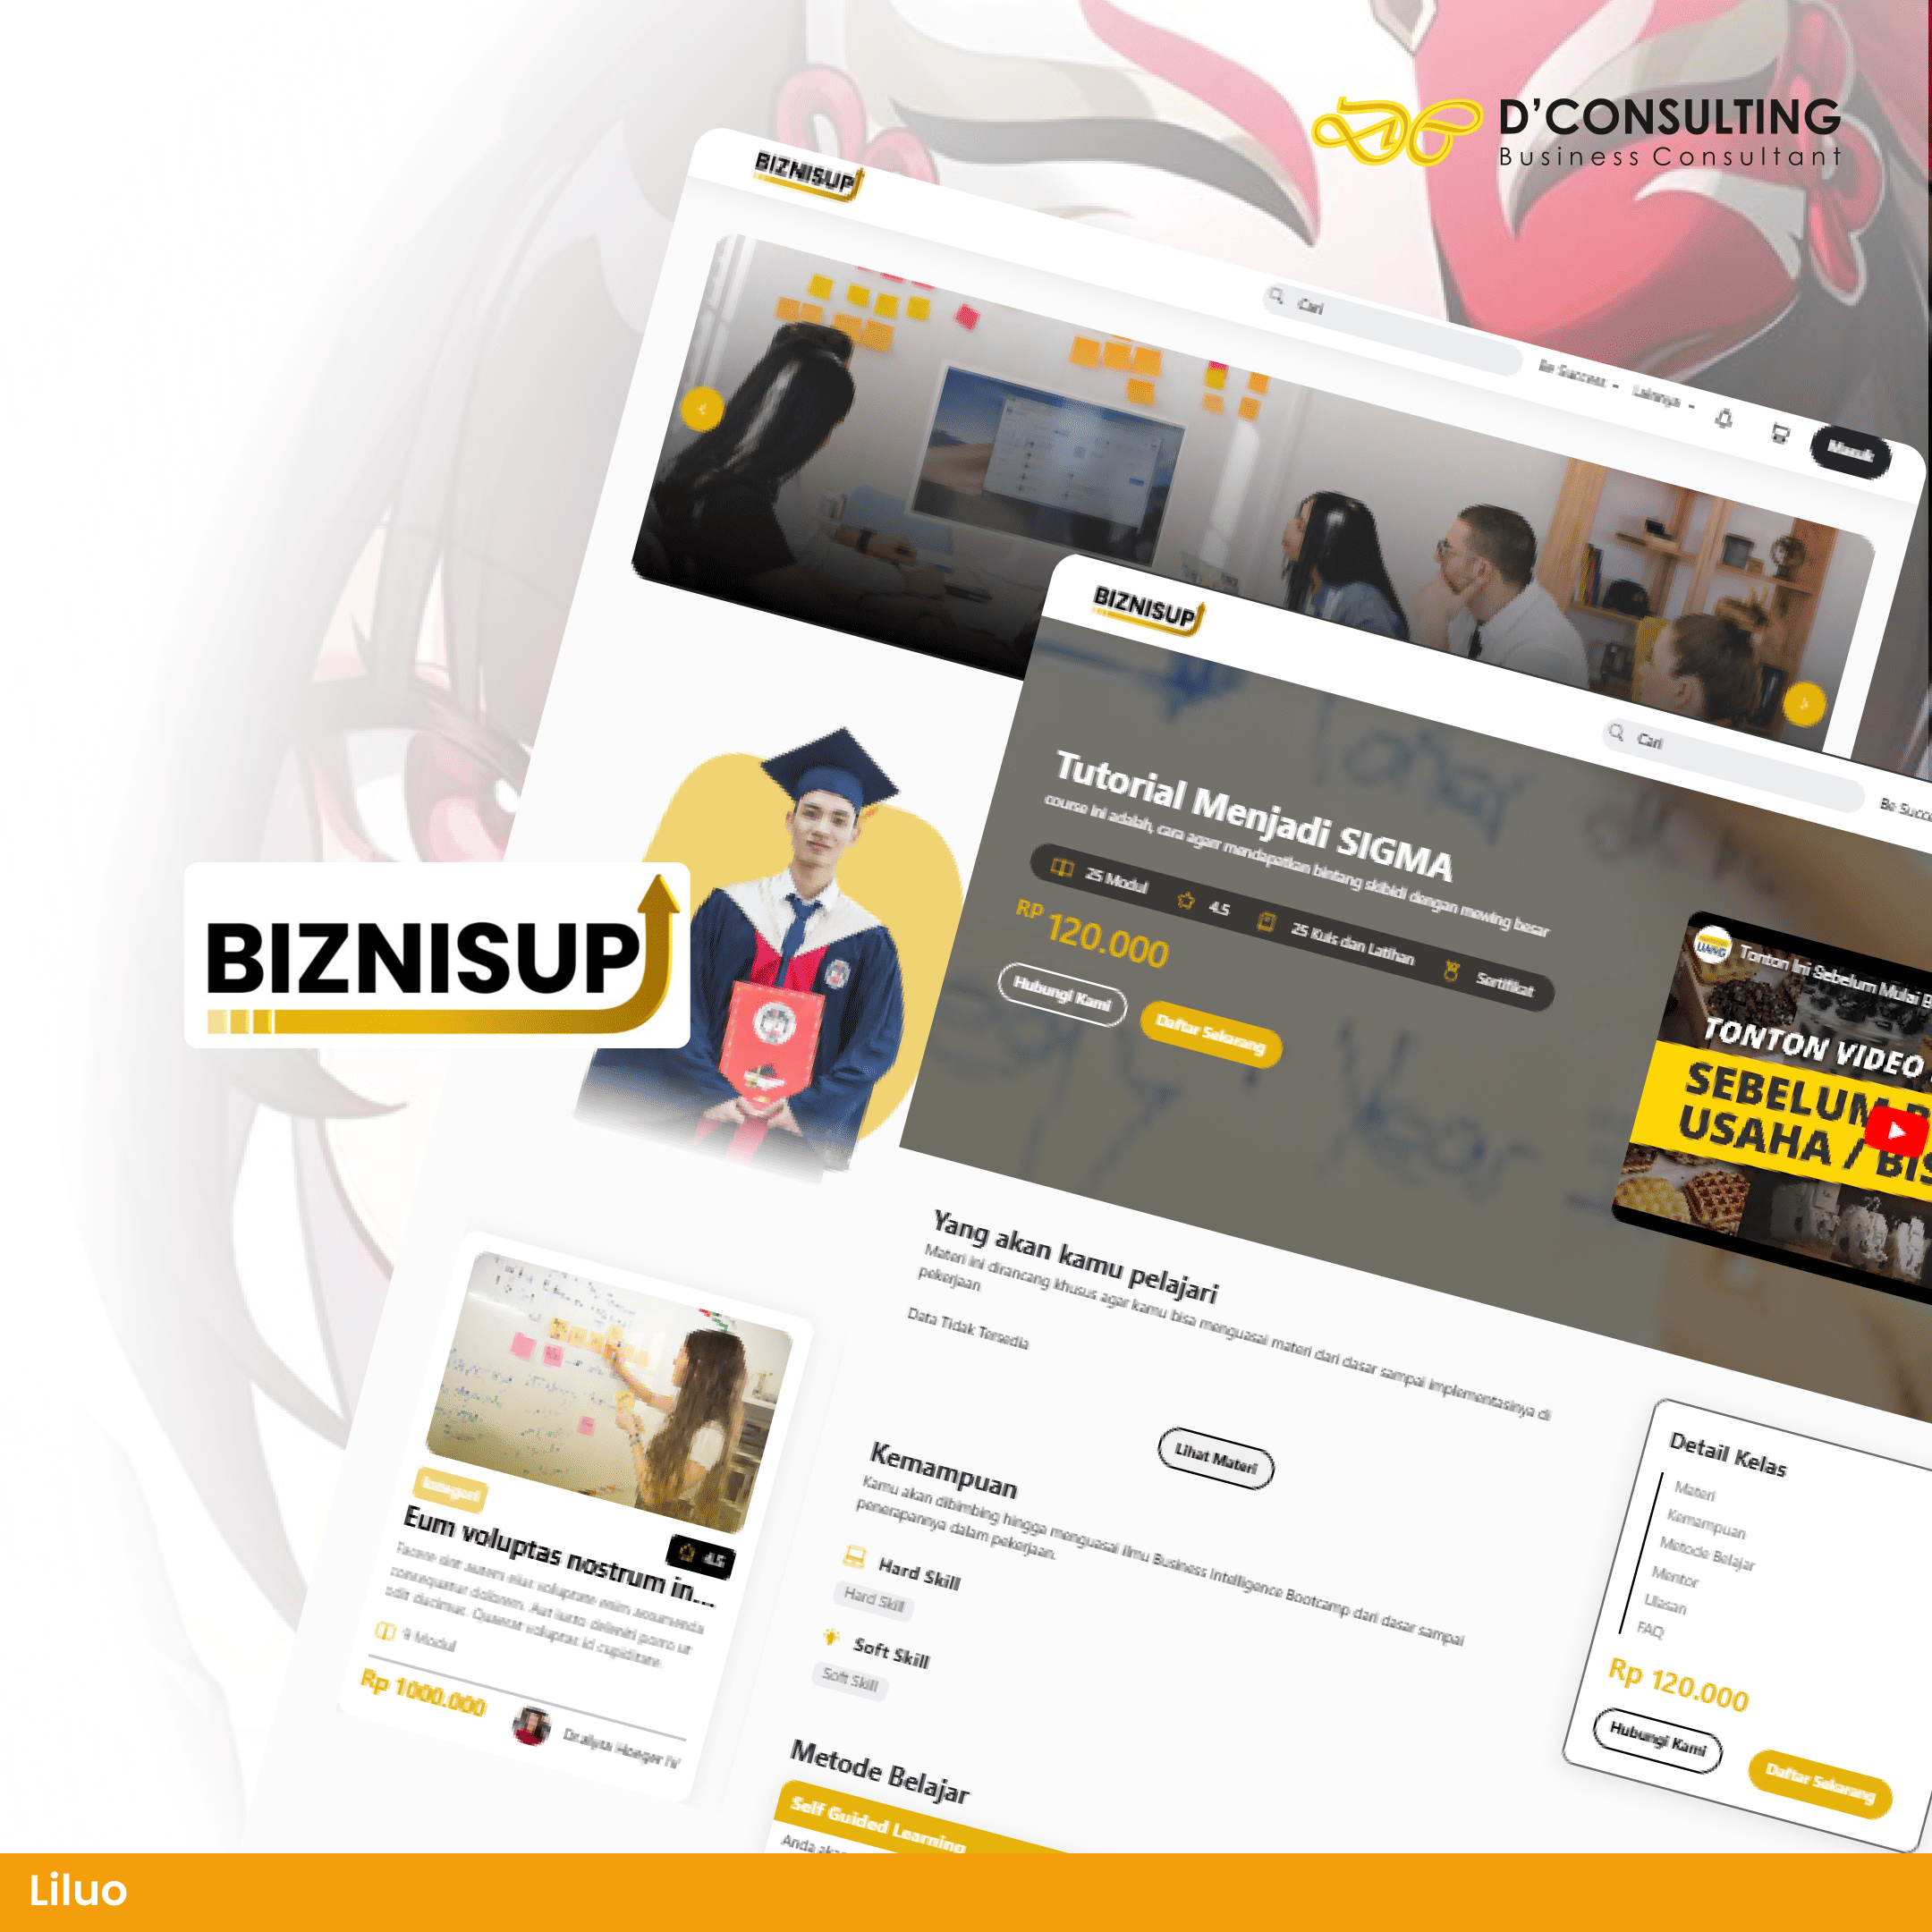 D'CONSULTING
Business Consultant
BIZNISUP
Cari
Be Success
Lainnya
Masuk
BIZNISUP
Cari
Be Succe
Tutorial Menjadi SIGMA
course ini adalah, cara agarr mendapatkan bintang skibidi dengan mewing besar
25 Modul
4.5
25 Kuis dan Latihan
Sertifikat
RP 120.000
Hubungi Kami
Daftar Sekarang
Tonton Ini Sebelum Mulai B
TONTON VIDEO
SEBELUM
USAHA / BIS
BIZNISUP
Yang akan kamu pelajari
Materi ini dirancang khusus agar kamu bisa menguasai materi dari dasar sampai implementasinya di
pekerjaan
Data Tidak Tersedia
Lihat Materi
Kemampuan
Kamu akan dibimbing hingga menguasai ilmu Business Intelligence Bootcamp dari dasar sampai
penerapannya dalam pekerjaan.
Hard Skill
Hard Skill
Soft Skill
Soft Skill
Metode Belajar
Self Guided Learning
Detail Kelas
Materi
Kemampuan
Metode Belajar
Mentor
Ulasan
FAQ
Rp 120.000
Hubungi Kami
Daftar Sekarang
kategori
4.5
Eum voluptas nostrum in...
9 Modul
Rp 1000.000
Liluo